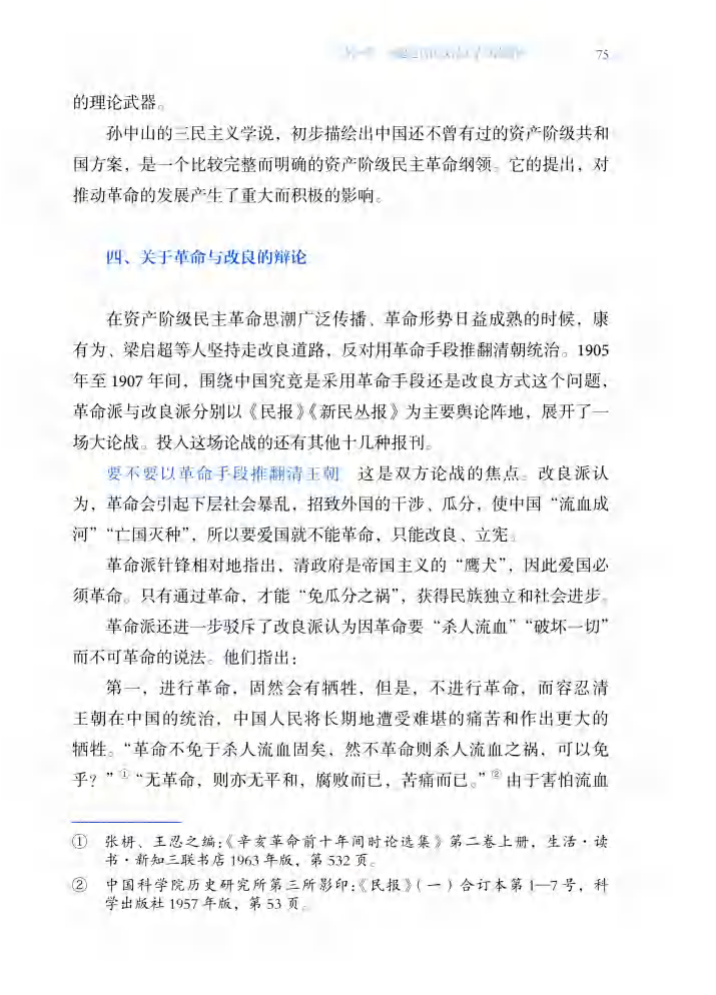 75
的理论武器。
孙中山的三民主义学说，初步描绘出中国还不曾有过的资产阶级共和
国方案，是一个比较完整而明确的资产阶级民主革命纲领。它的提出，对
推动革命的发展产生了重大而积极的影响。
四、关于革命与改良的辩论
在资产阶级民主革命思潮广泛传播、革命形势日益成熟的时候，康
有为、梁启超等人坚持走改良道路，反对用革命手段推翻清朝统治。1905
年至 1907 年间，围绕中国究竟是采用革命手段还是改良方式这个问题，
革命派与改良派分别以《民报》《新民丛报》为主要舆论阵地，展开了一
场大论战。投入这场论战的还有其他十几种报刊。
要不要以革命手段推翻清王朝　这是双方论战的焦点。改良派认
为，革命会引起下层社会暴乱，招致外国的干涉、瓜分，使中国“流血成
河”“亡国灭种”，所以要爱国就不能革命，只能改良、立宪。
革命派针锋相对地指出，清政府是帝国主义的“鹰犬”，因此爱国必
须革命。只有通过革命，才能“免瓜分之祸”，获得民族独立和社会进步。
革命派还进一步驳斥了改良派认为因革命要“杀人流血”“破坏一切”
而不可革命的说法。他们指出：
第一，进行革命，固然会有牺牲，但是，不进行革命，而容忍清
王朝在中国的统治，中国人民将长期地遭受难堪的痛苦和作出更大的
牺牲。“革命不免于杀人流血固矣，然不革命则杀人流血之祸，可以免
乎？”①“无革命，则亦无平和，腐败而已，苦痛而已。”②由于害怕流血
① 张枬、王忍之编：《辛亥革命前十年间时论选集》第二卷上册，生活·读
书·新知三联书店 1963 年版，第 532 页。
② 中国科学院历史研究所第三所影印：《民报》（一）合订本第 1—7 号，科
学出版社 1957 年版，第 53 页。